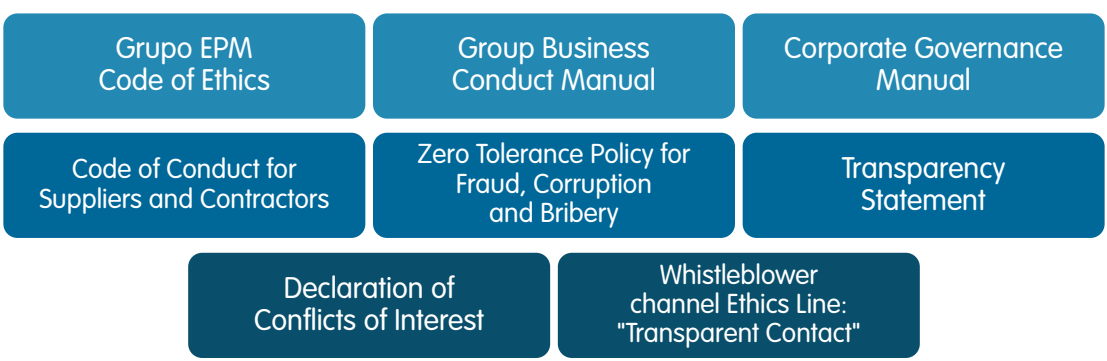 Grupo EPM
Code of Ethics
Group Business
Conduct Manual
Corporate Governance
Manual
Code of Conduct for
Suppliers and Contractors
Zero Tolerance Policy for
Fraud, Corruption
and Bribery
Transparency
Statement
Declaration of
Conflicts of Interest
Whistleblower
channel Ethics Line:
"Transparent Contact"